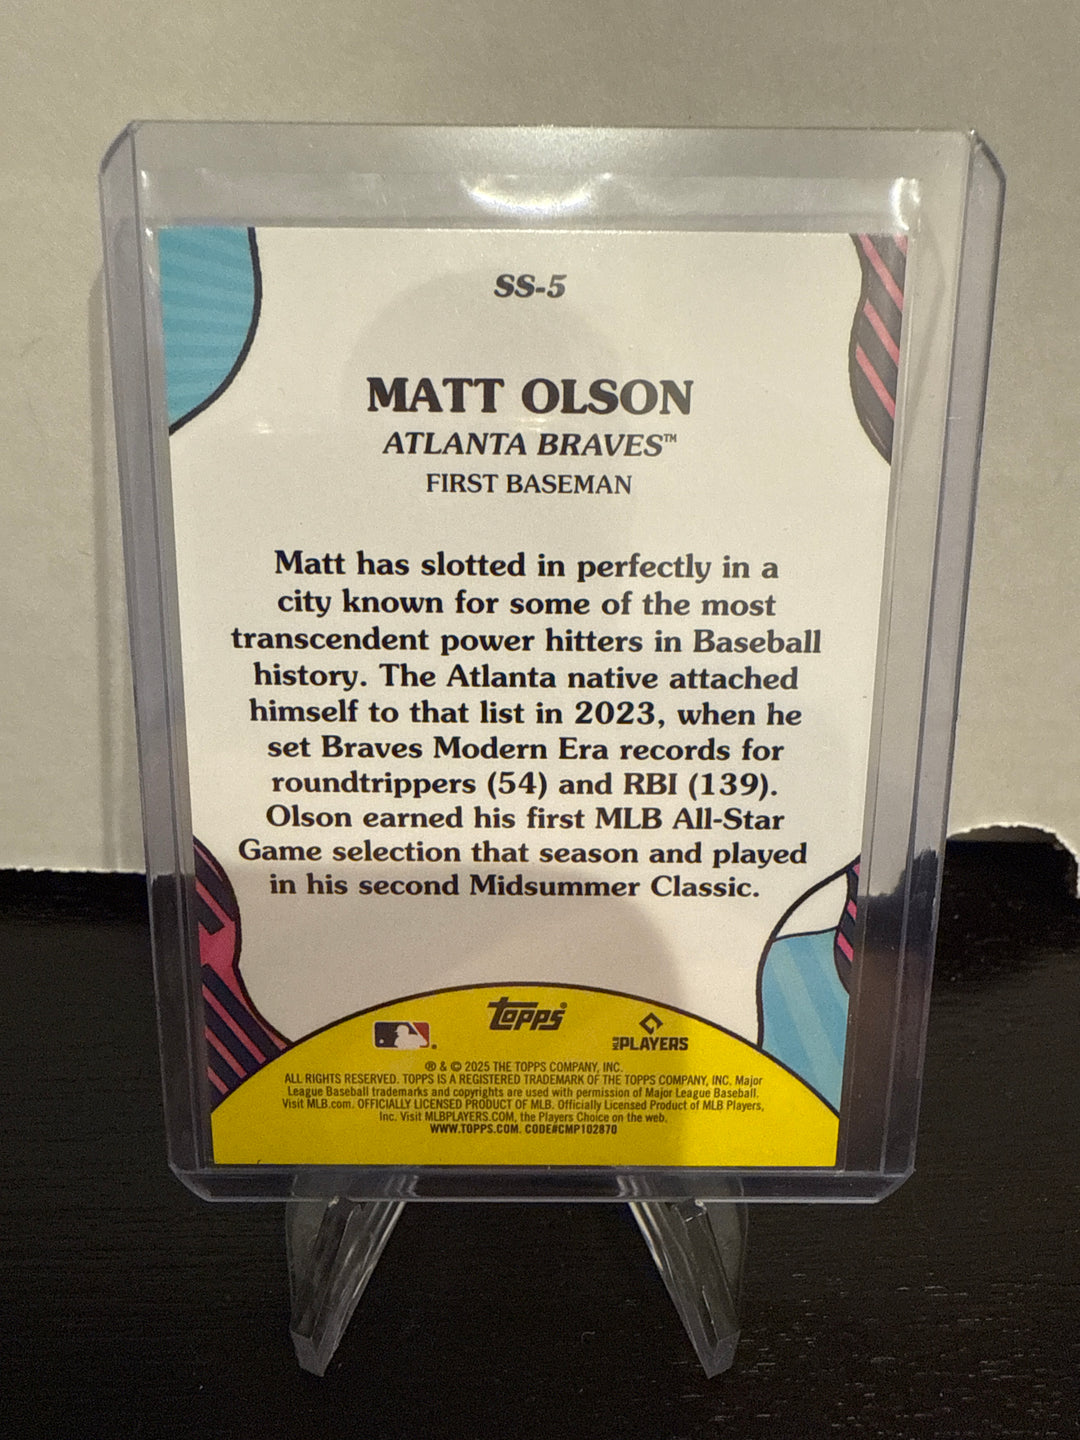 SS-5
MATT OLSON
ATLANTA BRAVES™
FIRST BASEMAN
Matt has slotted in perfectly in a
city known for some of the most
transcendent power hitters in Baseball
history. The Atlanta native attached
himself to that list in 2023, when he
set Braves Modern Era records for
roundtrippers (54) and RBI (139).
Olson earned his first MLB All-Star
Game selection that season and played
in his second Midsummer Classic.
Topps®
MLB PLAYERS
® & © 2025 THE TOPPS COMPANY, INC.
ALL RIGHTS RESERVED. TOPPS IS A REGISTERED TRADEMARK OF THE TOPPS COMPANY, INC. Major
League Baseball trademarks and copyrights are used with permission of Major League Baseball.
Visit MLB.com. OFFICIALLY LICENSED PRODUCT OF MLB. Officially Licensed Product of MLB Players,
Inc. Visit MLBPLAYERS.COM, the Players Choice on the web.
WWW.TOPPS.COM. CODE#CMP102870